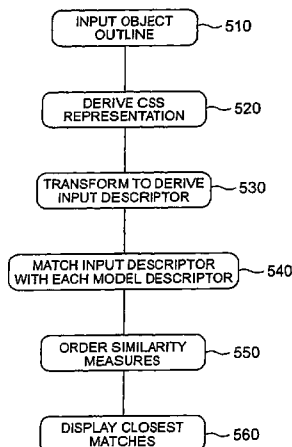 INPUT OBJECT
OUTLINE
510
DERIVE CSS
REPRESENTATION
520
TRANSFORM TO DERIVE
INPUT DESCRIPTOR
530
MATCH INPUT DESCRIPTOR
WITH EACH MODEL DESCRIPTOR
540
ORDER SIMILARITY
MEASURES
550
DISPLAY CLOSEST
MATCHES
560